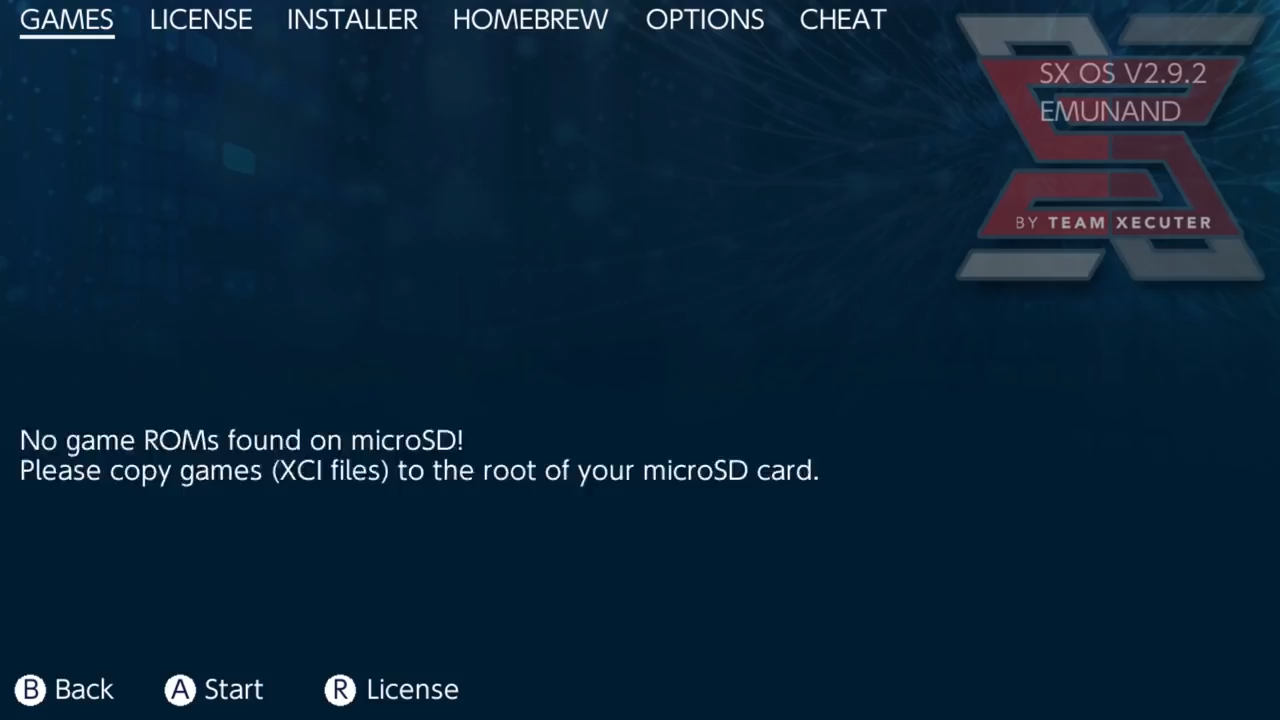 GAMES LICENSE INSTALLER HOMEBREW OPTIONS CHEAT
SX OS V2.9.2
EMUNAND
BY TEAM XECUTER
No game ROMs found on microSD!
Please copy games (XCI files) to the root of your microSD card.
B Back A Start R License